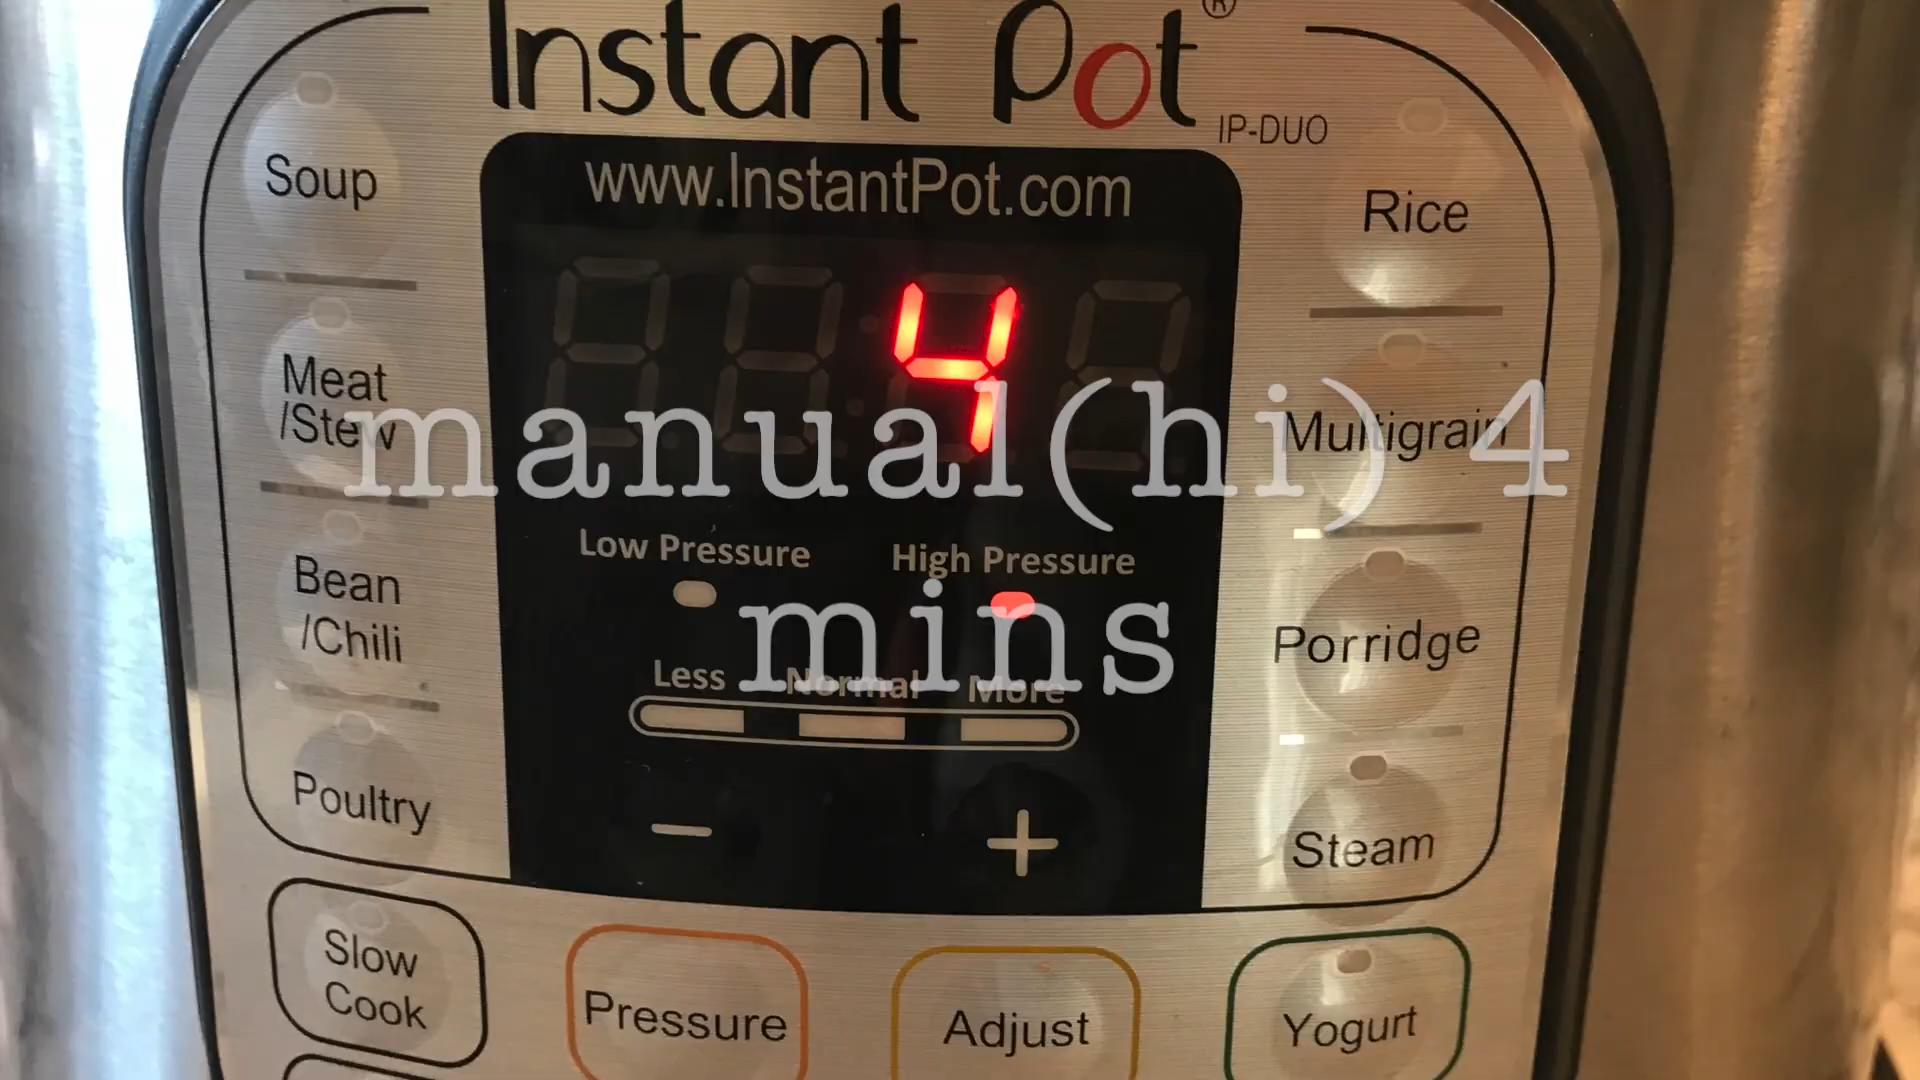 Instant Pot®
IP-DUO
www.InstantPot.com
Soup
Rice
4
Meat
/Stew
Multigrain
manual(hi) 4
mins
Low Pressure
High Pressure
Bean
/Chili
Porridge
Less Normal More
Poultry
− +
Steam
Slow
Cook
Pressure
Adjust
Yogurt